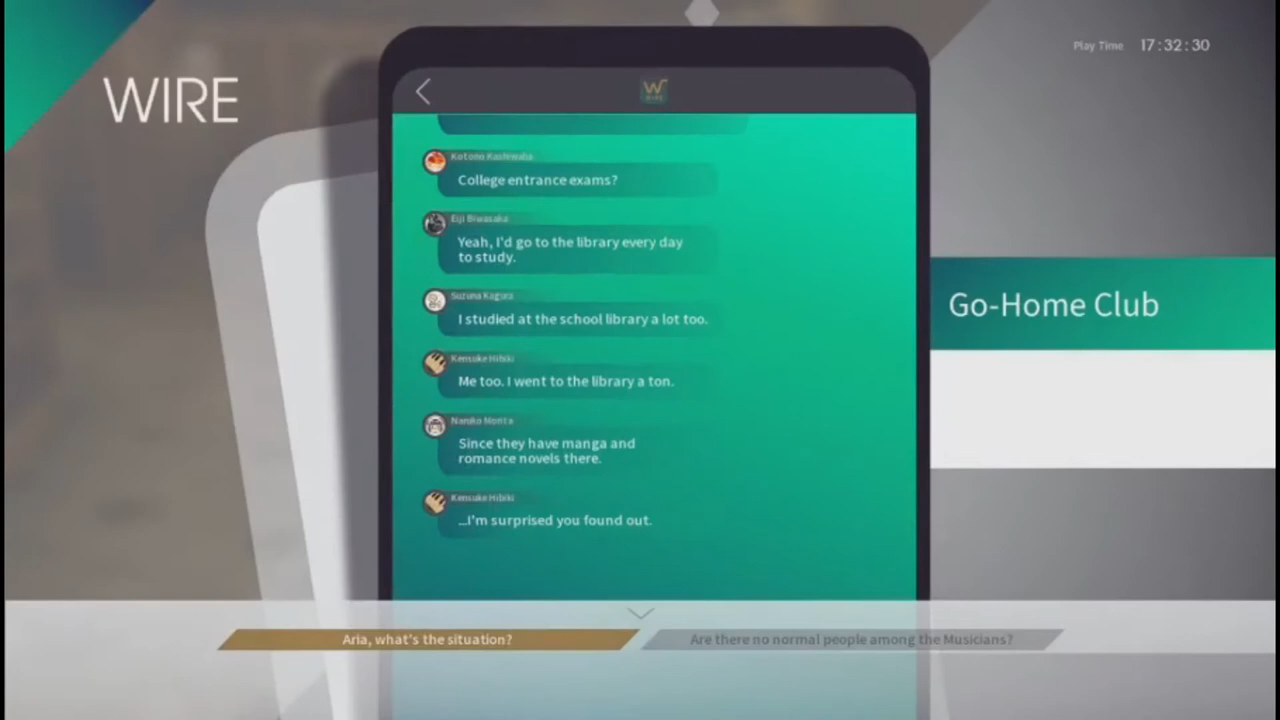 Play Time 17:32:30
WIRE
W
WIRE
Kotono Kashiwaba
College entrance exams?
Eiji Biwasaka
Yeah, I'd go to the library every day
to study.
Suzuna Kagura
I studied at the school library a lot too.
Kensuke Hibiki
Me too. I went to the library a ton.
Naruko Morita
Since they have manga and
romance novels there.
Kensuke Hibiki
...I'm surprised you found out.
Go-Home Club
Aria, what's the situation?
Are there no normal people among the Musicians?